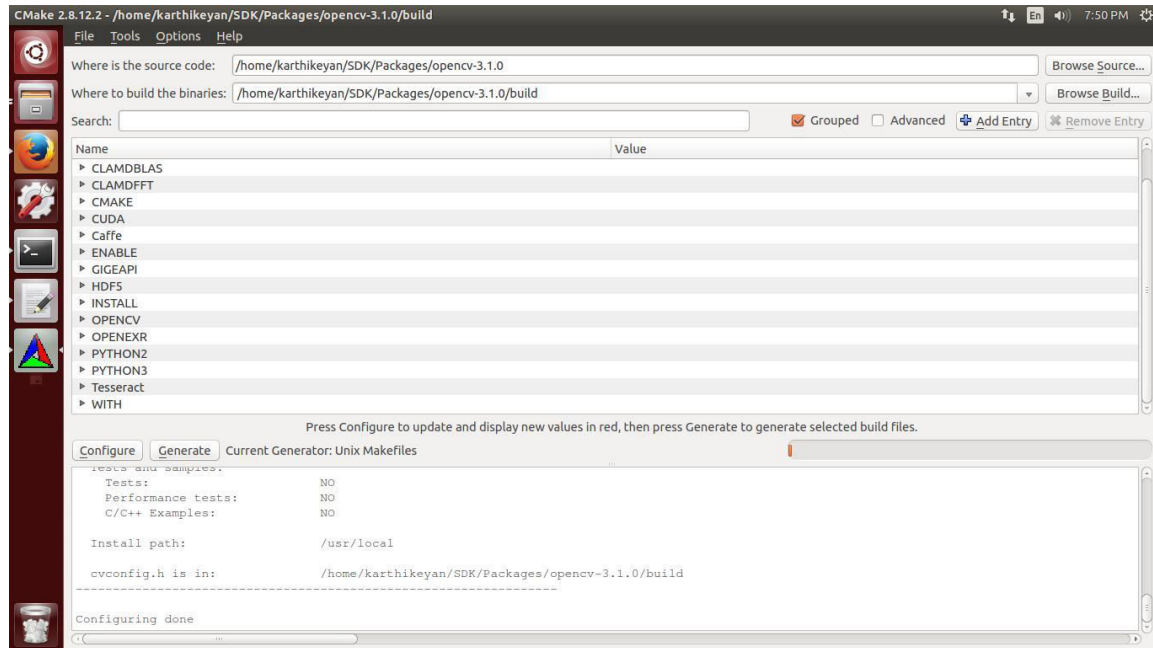 CMake 2.8.12.2 - /home/karthikeyan/SDK/Packages/opencv-3.1.0/build En 7:50 PM
File Tools Options Help
Where is the source code: /home/karthikeyan/SDK/Packages/opencv-3.1.0 Browse Source...
Where to build the binaries: /home/karthikeyan/SDK/Packages/opencv-3.1.0/build Browse Build...
Search: Grouped Advanced Add Entry Remove Entry
Name Value
CLAMDBLAS
CLAMDFFT
CMAKE
CUDA
Caffe
ENABLE
GIGEAPI
HDF5
INSTALL
OPENCV
OPENEXR
PYTHON2
PYTHON3
Tesseract
WITH
Press Configure to update and display new values in red, then press Generate to generate selected build files.
Configure Generate Current Generator: Unix Makefiles
Tests and samples:
Tests: NO
Performance tests: NO
C/C++ Examples: NO
Install path: /usr/local
cvconfig.h is in: /home/karthikeyan/SDK/Packages/opencv-3.1.0/build
-----------------------------------------------------------------
Configuring done